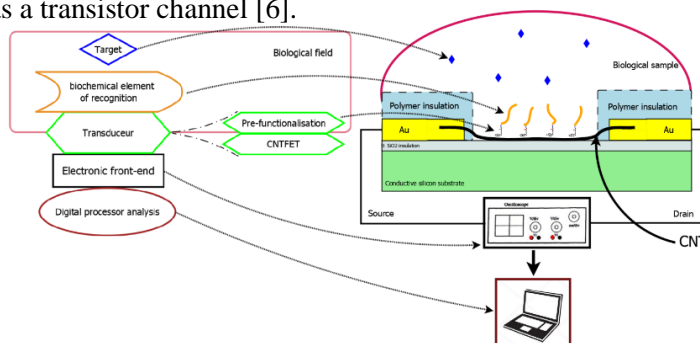 as a transistor channel [6].
Target
Biological field
biochemical element
of recognition
Transduceur
Pre-functionalisation
CNTFET
Electronic front-end
Digital processor analysis
Biological sample
Polymer insulation
Polymer insulation
Au
Au
SiO2 insulation
Conductive silicon substrate
Source
Drain
Oscilloscope
CNT